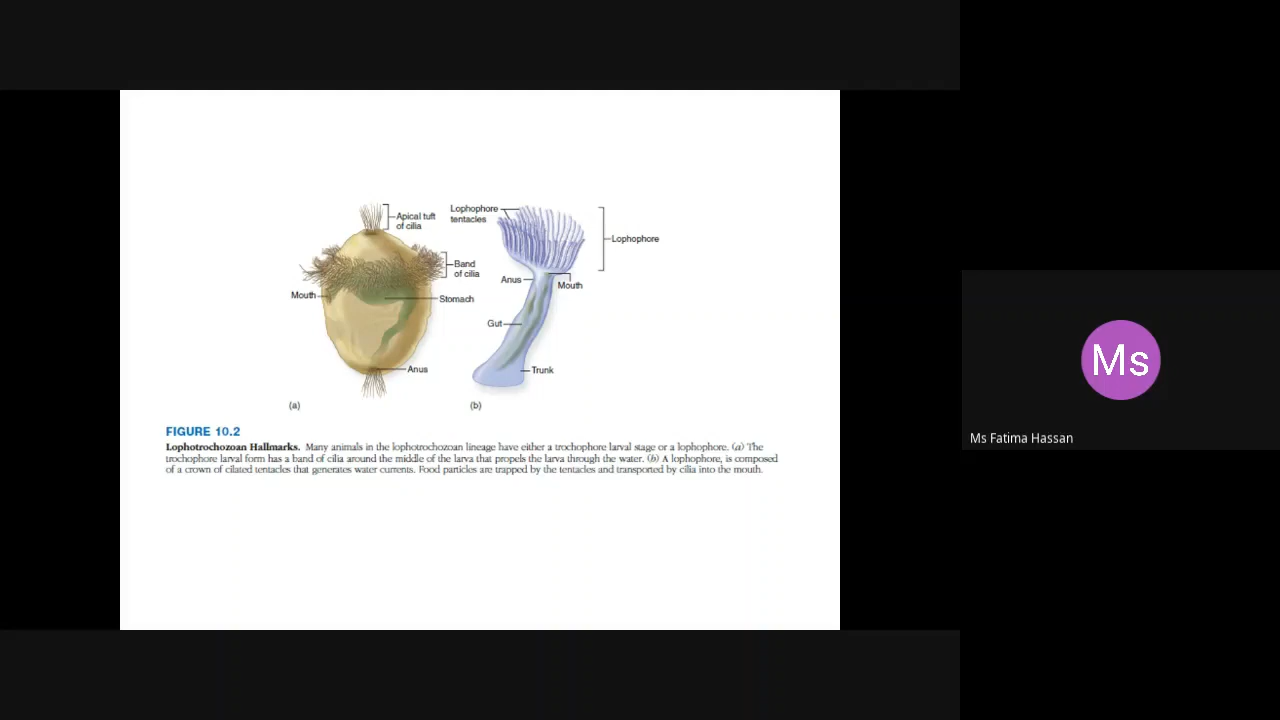 Apical tuft
of cilia
Band
of cilia
Mouth
Stomach
Anus
(a)
Lophophore
tentacles
Lophophore
Anus
Mouth
Gut
Trunk
(b)
FIGURE 10.2
Lophotrochozoan Hallmarks. Many animals in the lophotrochozoan lineage have either a trochophore larval stage or a lophophore. (a) The
trochophore larval form has a band of cilia around the middle of the larva that propels the larva through the water. (b) A lophophore, is composed
of a crown of ciliated tentacles that generates water currents. Food particles are trapped by the tentacles and transported by cilia into the mouth.
Ms
Ms Fatima Hassan